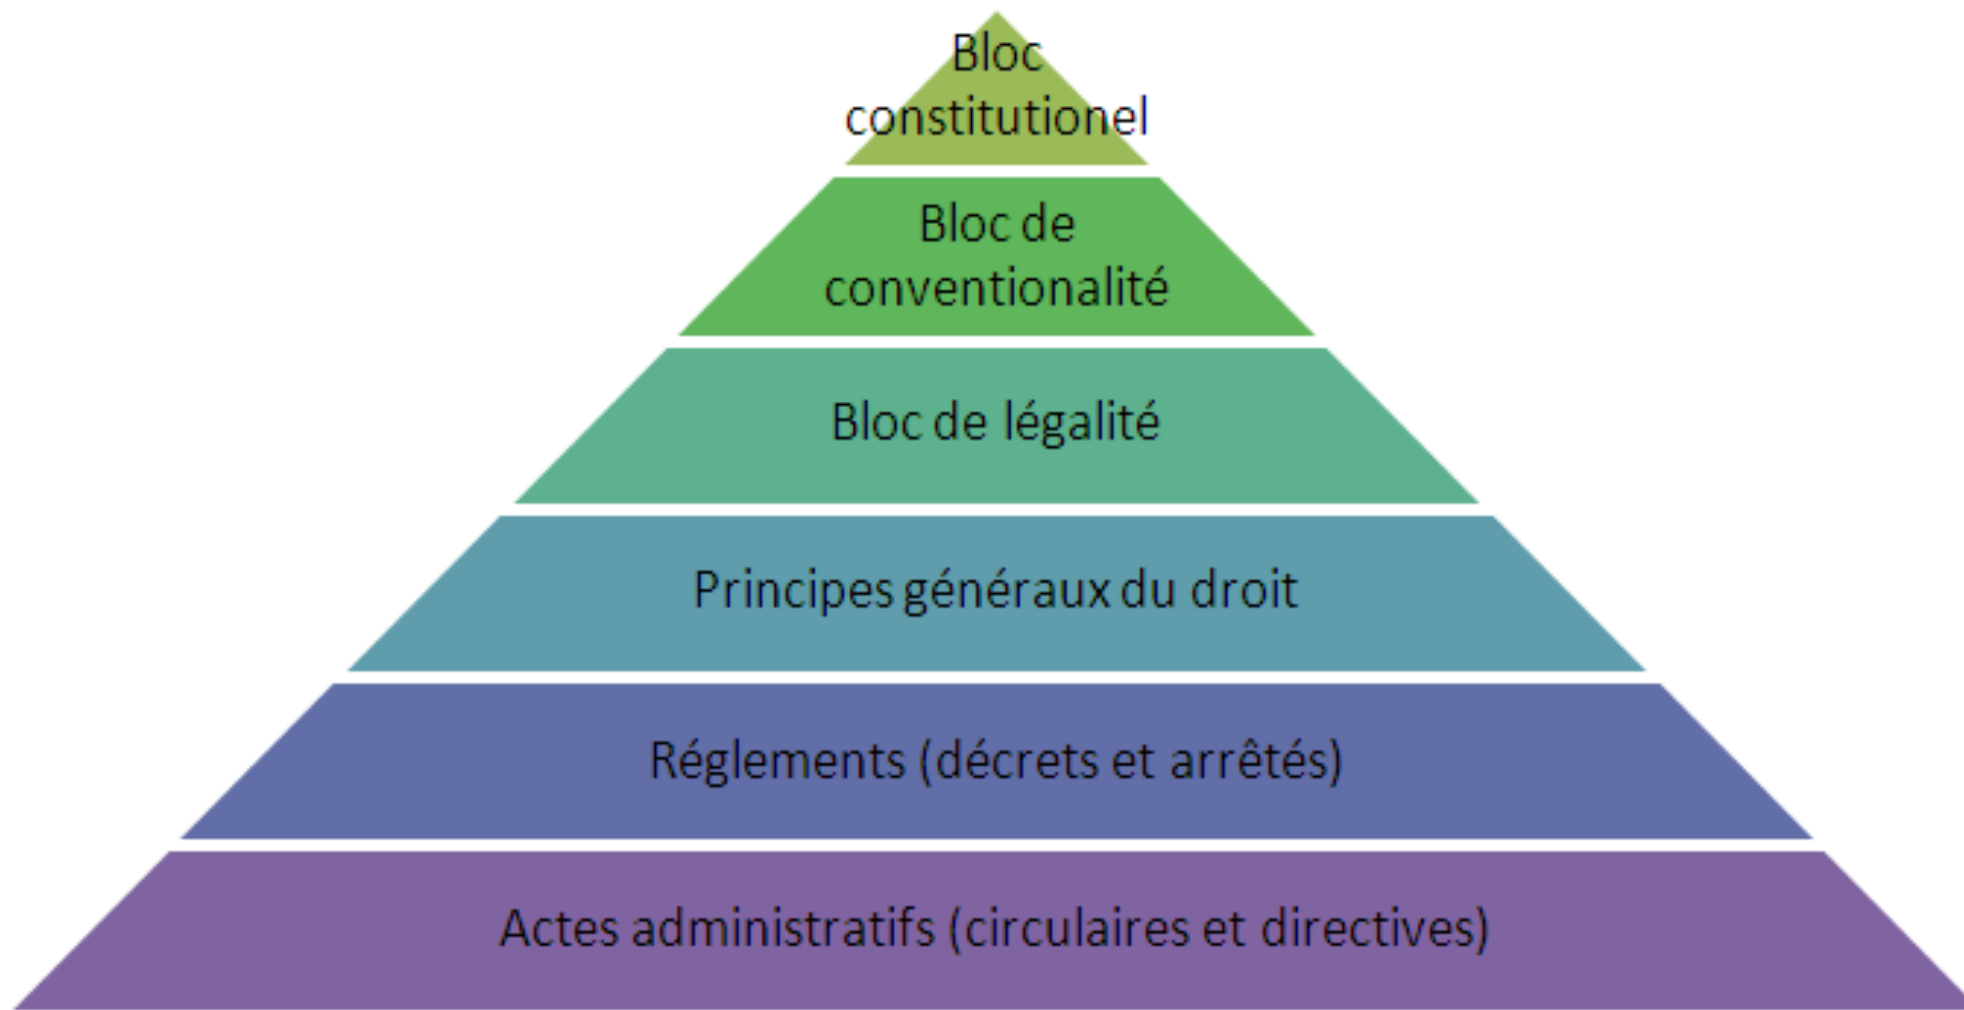 Bloc
constitutionel
Bloc de
conventionalité
Bloc de légalité
Principes généraux du droit
Réglements (décrets et arrêtés)
Actes administratifs (circulaires et directives)